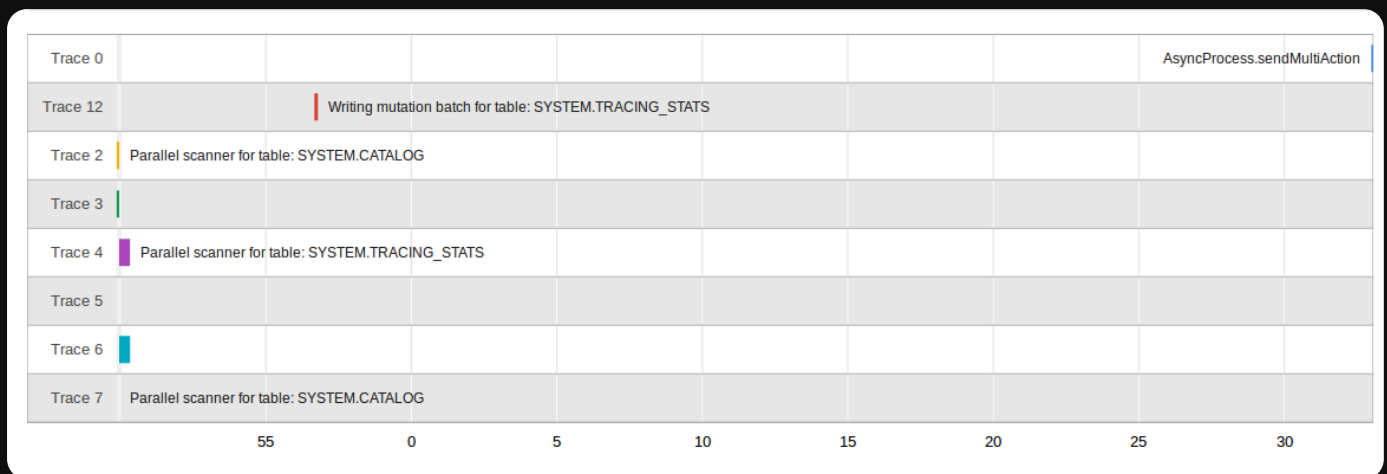 Trace 0 AsyncProcess.sendMultiAction
Trace 12 Writing mutation batch for table: SYSTEM.TRACING_STATS
Trace 2 Parallel scanner for table: SYSTEM.CATALOG
Trace 3
Trace 4 Parallel scanner for table: SYSTEM.TRACING_STATS
Trace 5
Trace 6
Trace 7 Parallel scanner for table: SYSTEM.CATALOG
55 0 5 10 15 20 25 30